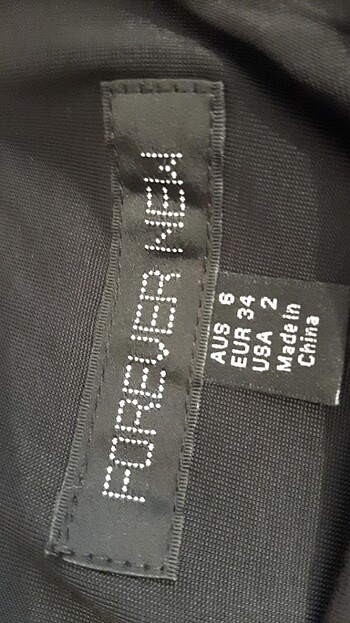 FOREVER NEW
AUS 6
EUR 34
USA 2
Made in
China